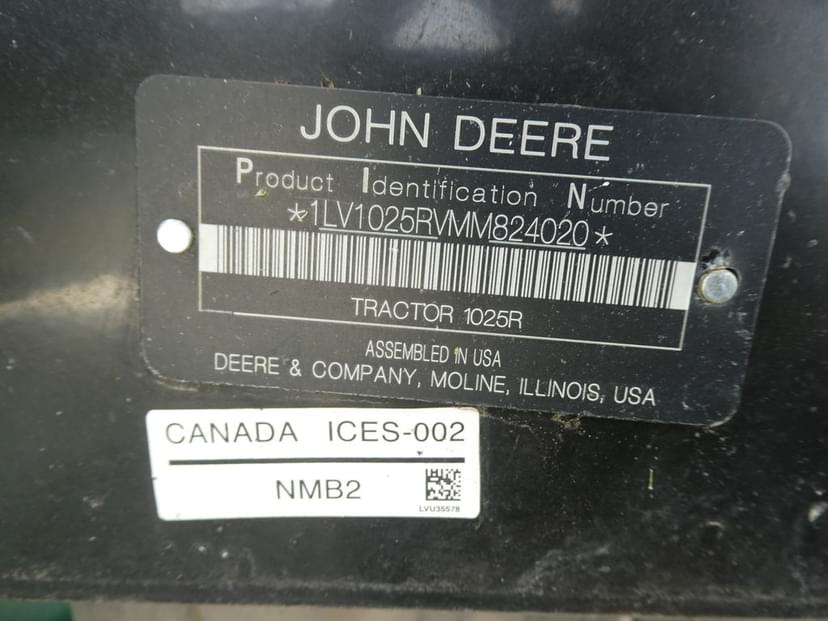 JOHN DEERE
Product Identification Number
*1LV1025RVMM824020*
TRACTOR 1025R
ASSEMBLED IN USA
DEERE & COMPANY, MOLINE, ILLINOIS, USA
CANADA ICES-002
NMB2
LVU35578